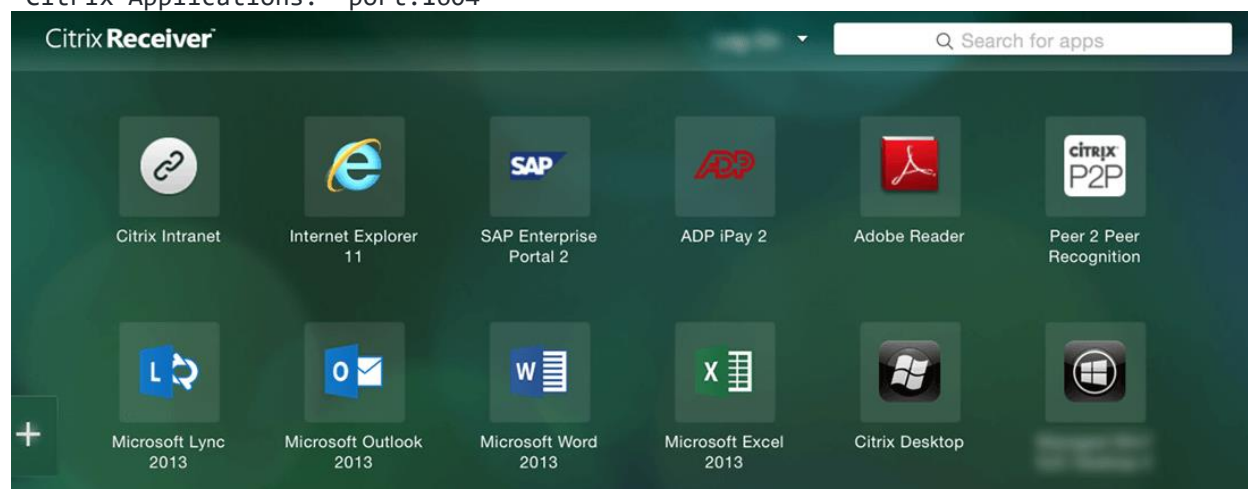 Citrix Applications: port:1604
Citrix Receiver™
Search for apps
SAP
ADP
CITRIX
P2P
Citrix Intranet
Internet Explorer
11
SAP Enterprise
Portal 2
ADP iPay 2
Adobe Reader
Peer 2 Peer
Recognition
L
O
W
X
Microsoft Lync
2013
Microsoft Outlook
2013
Microsoft Word
2013
Microsoft Excel
2013
Citrix Desktop